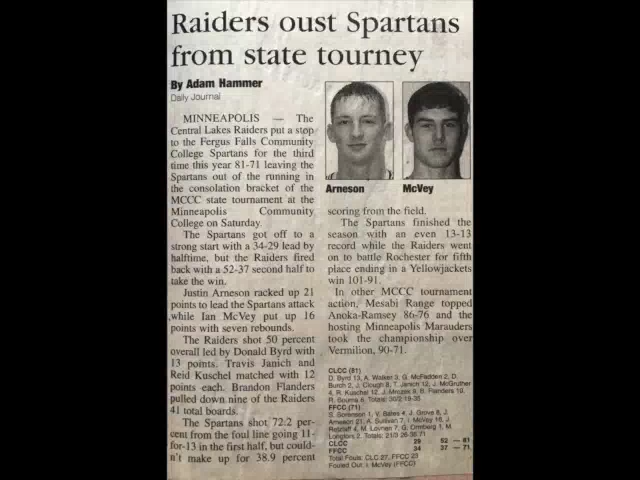 Raiders oust Spartans
from state tourney
By Adam Hammer
Daily Journal
MINNEAPOLIS — The
Central Lakes Raiders put a stop
to the Fergus Falls Community
College Spartans for the third
time this year 81-71 leaving the
Spartans out of the running in
the consolation bracket of the
MCCC state tournament at the
Minneapolis Community
College on Saturday.
The Spartans got off to a
strong start with a 34-29 lead by
halftime, but the Raiders fired
back with a 52-37 second half to
take the win.
Justin Arneson racked up 21
points to lead the Spartans attack
while Ian McVey put up 16
points with seven rebounds.
The Raiders shot 50 percent
overall led by Donald Byrd with
13 points. Travis Janich and
Reid Kuschel matched with 12
points each. Brandon Flanders
pulled down nine of the Raiders
41 total boards.
The Spartans shot 72.2 per-
cent from the foul line going 11-
for-13 in the first half, but could-
n't make up for 38.9 percent
Arneson
McVey
scoring from the field.
The Spartans finished the
season with an even 13-13
record while the Raiders went
on to battle Rochester for fifth
place ending in a Yellowjackets
win 101-91.
In other MCCC tournament
action, Mesabi Range topped
Anoka-Ramsey 86-76 and the
hosting Minneapolis Marauders
took the championship over
Vermilion, 90-71.
CLCC (81)
D. Byrd 13, A. Walker 3, G. McFadden 2, D.
Burch 2, J. Clough 8, T. Janich 12, J. McGruther
4, R. Kuschel 12, J. B. Flanders 10,
R. Bourna 6, Totals: 30/2 19-35
FFCC (71)
S. Sorenson 1, V. Bates 4, J. Grove 8, J.
Arneson 21, A. Sullivan 7, I. McVey 16, J.
Retzlaff 4, M. Lovnen 7, G. 1, M.
2. Totals: 21/3 26-36 71
CLCC 29 52 — 81
FFCC 34 37 — 71
Total Fouls: CLC 27, FFCC 23
Fouled Out: I. McVey (FFCC)